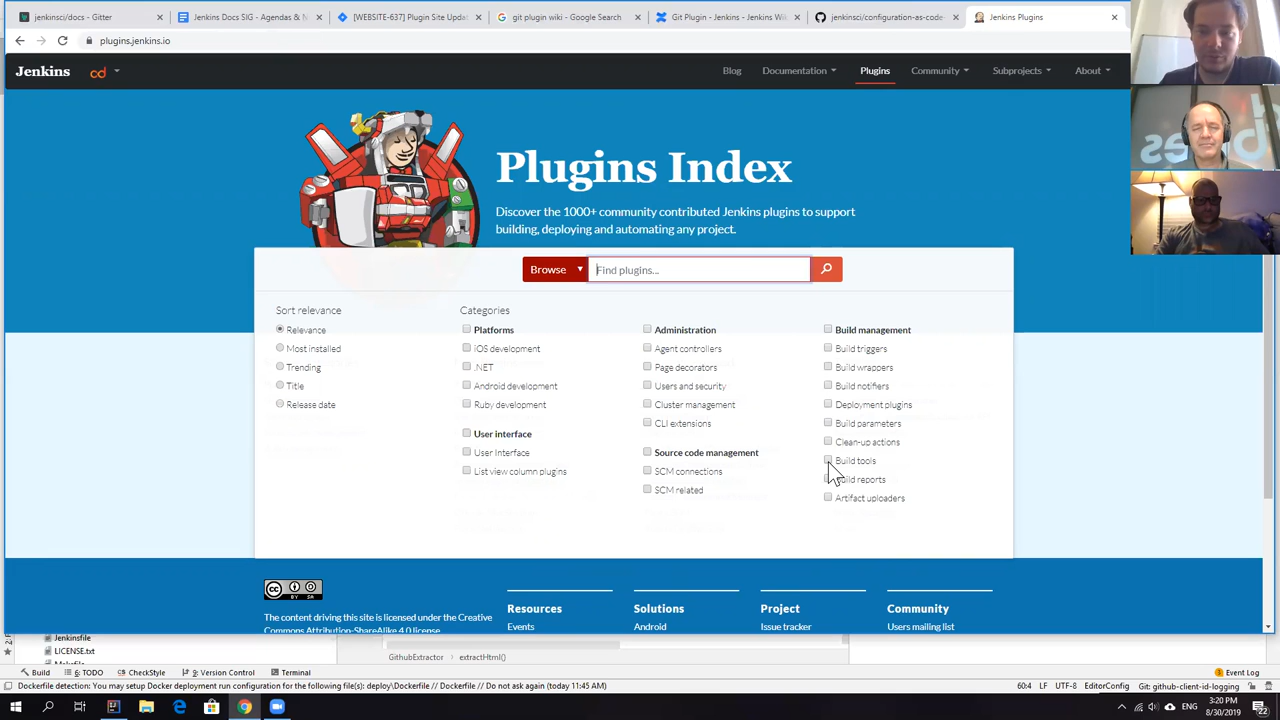 jenkinsci/docs - Gitter
Jenkins Docs SIG - Agendas & N
[WEBSITE-637] Plugin Site Updat
git plugin wiki - Google Search
Git Plugin - Jenkins - Jenkins Wi
jenkinsci/configuration-as-code-
Jenkins Plugins
plugins.jenkins.io
Jenkins
cd
Blog
Documentation
Plugins
Community
Subprojects
About
Plugins Index
Discover the 1000+ community contributed Jenkins plugins to support
building, deploying and automating any project.
Browse
Find plugins...
Sort relevance
Relevance
Most installed
Trending
Title
Release date
Categories
Platforms
iOS development
.NET
Android development
Ruby development
User interface
User Interface
List view column plugins
Administration
Agent controllers
Page decorators
Users and security
Cluster management
CLI extensions
Source code management
SCM connections
SCM related
Build management
Build triggers
Build wrappers
Build notifiers
Deployment plugins
Build parameters
Clean-up actions
Build tools
Build reports
Artifact uploaders
The content driving this site is licensed under the Creative
Commons Attribution-ShareAlike 4.0 license.
Resources
Events
Solutions
Android
Project
Issue tracker
Community
Users mailing list
Jenkinsfile
LICENSE.txt
GithubExtractor
extractHtml()
Build
6: TODO
CheckStyle
9: Version Control
Terminal
Event Log
Dockerfile detection: You may setup Docker deployment run configuration for the following file(s): deploy\Dockerfile // Dockerfile // Do not ask again (today 11:45 AM)
60:4
LF
UTF-8
EditorConfig
Git: github-client-id-logging
ENG
3:20 PM
8/30/2019
22